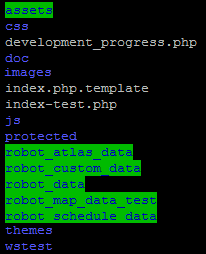 assets
css
development_progress.php
doc
images
index.php.template
index-test.php
js
protected
robot_atlas_data
robot_custom_data
robot_data
robot_map_data_test
robot_schedule_data
themes
wstest